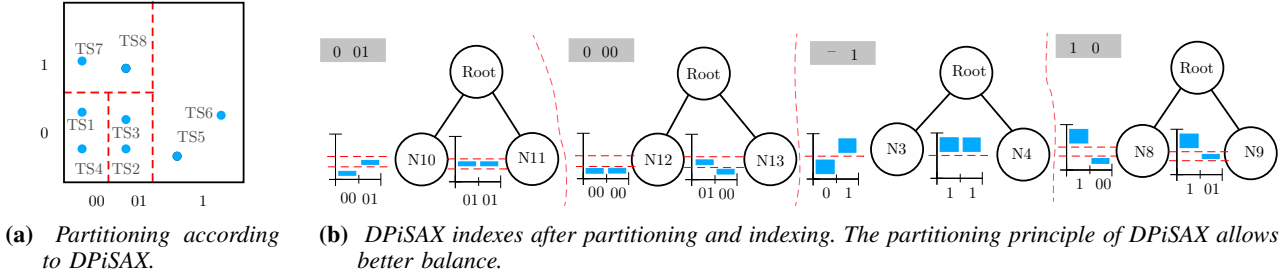 TS7 TS8
1
TS6
0 TS1 TS3 TS5
TS4 TS2
00 01 1
(a) Partitioning according
to DPiSAX.
0 01
Root
N10 N11
00 01 01 01
0 00
Root
N12 N13
00 00 01 00
– 1
Root
N3 N4
0 1 1 1
1 0
Root
N8 N9
1 00 1 01
(b) DPiSAX indexes after partitioning and indexing. The partitioning principle of DPiSAX allows
better balance.